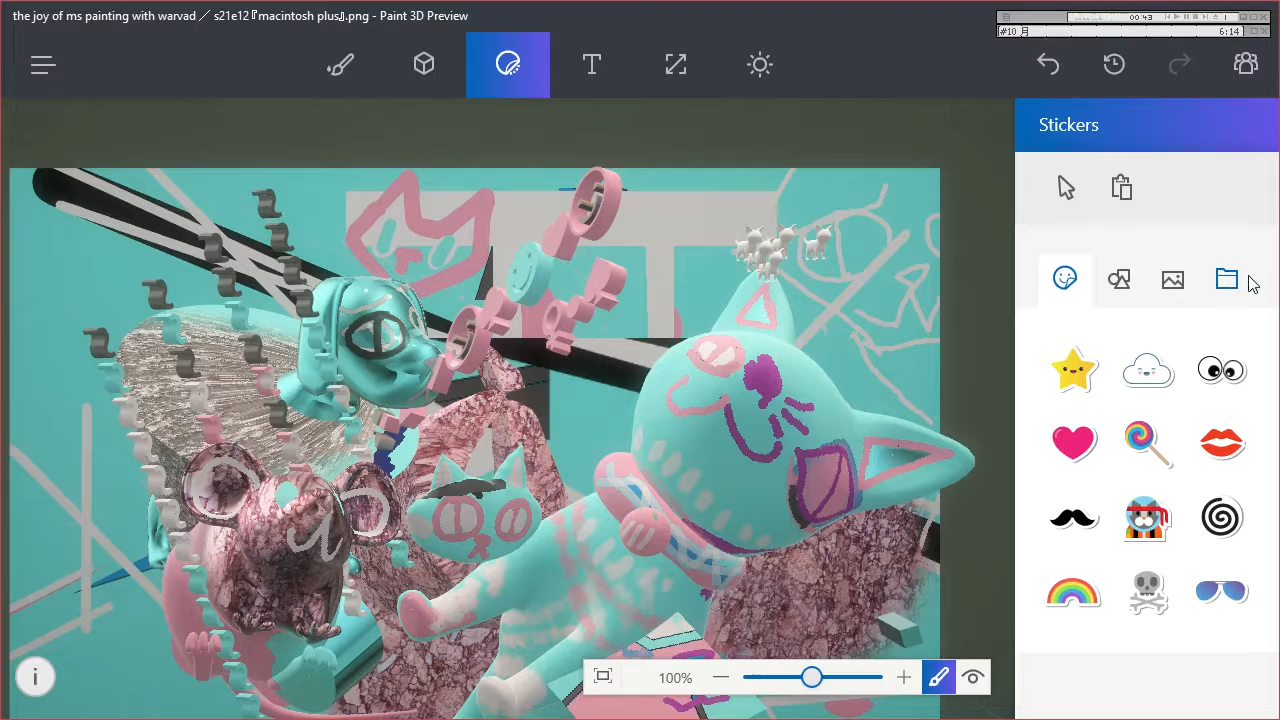 the joy of ms painting with warvad ／ s21e12『macintosh plus』.png - Paint 3D Preview
00:43
#10 月
6:14
Stickers
100%